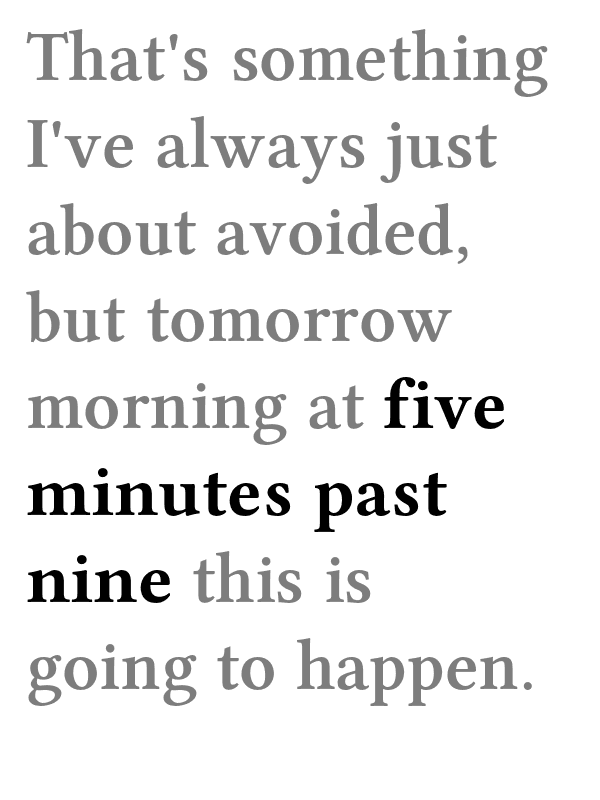 That's something
I've always just
about avoided,
but tomorrow
morning at five
minutes past
nine this is
going to happen.